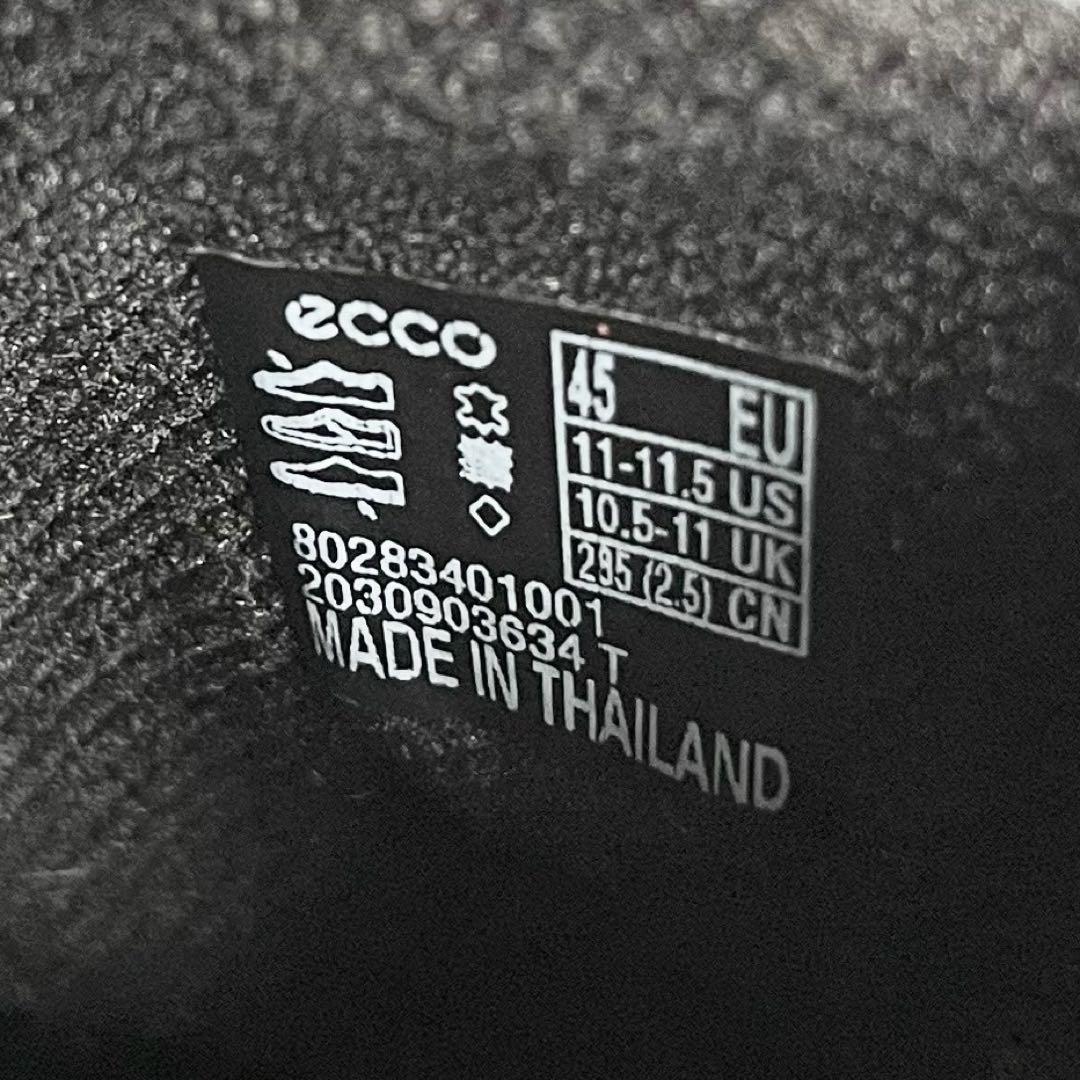 ecco
45 EU
11-11.5 US
10.5-11 UK
295 (2.5) CN
80283401001
2030903634 T
MADE IN THAILAND